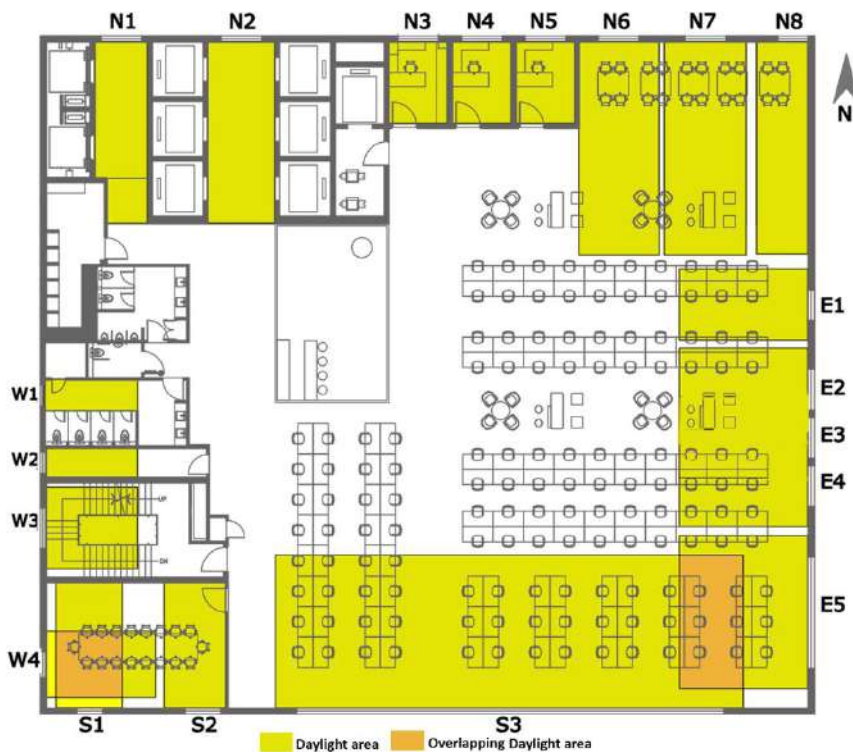 N1 N2 N3 N4 N5 N6 N7 N8
N
E1
W1
E2
E3
W2
E4
UP
W3
DN
E5
W4
S1 S2 S3
Daylight area Overlapping Daylight area